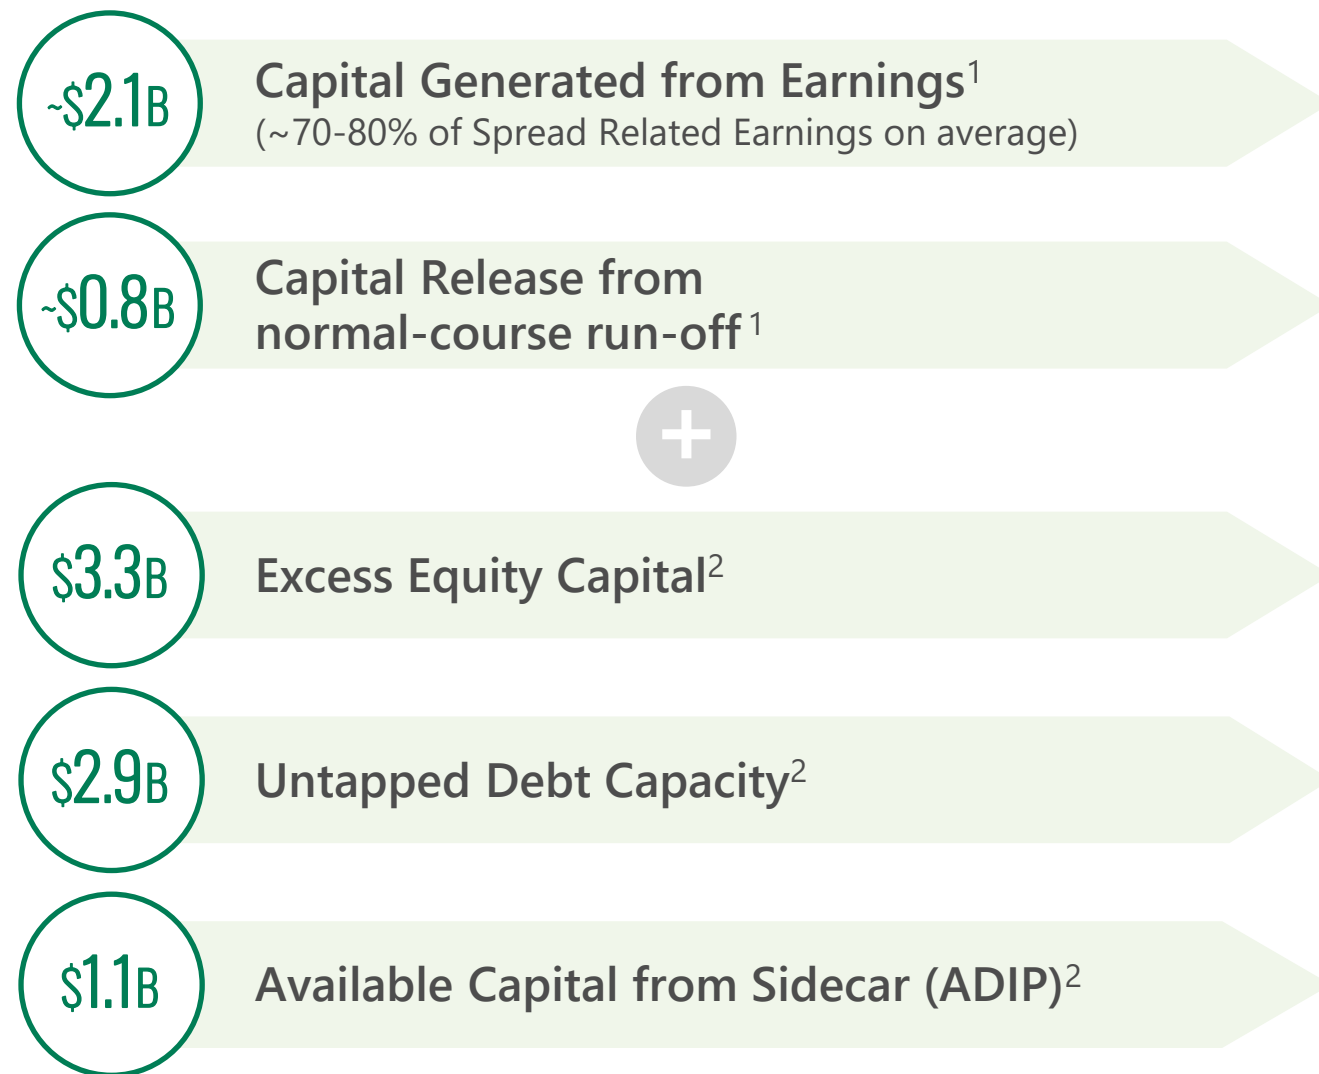 ~$2.1B
Capital Generated from Earnings¹
(~70-80% of Spread Related Earnings on average)
~$0.8B
Capital Release from
normal-course run-off ¹
+
$3.3B
Excess Equity Capital²
$2.9B
Untapped Debt Capacity²
$1.1B
Available Capital from Sidecar (ADIP)²